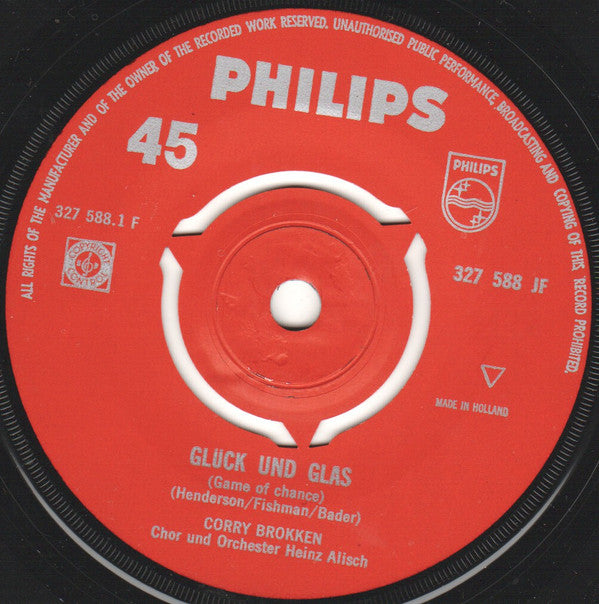 ALL RIGHTS OF THE MANUFACTURER AND OF THE OWNER OF THE RECORDED WORK RESERVED. UNAUTHORISED PUBLIC PERFORMANCE, BROADCASTING AND COPYING OF THIS RECORD PROHIBITED.
PHILIPS
45
PHILIPS
327 588.1 F
COPYRIGHT
CONTROL
327 588 JF
MADE IN HOLLAND
GLUCK UND GLAS
(Game of chance)
(Henderson/Fishman/Bader)
CORRY BROKKEN
Chor und Orchester Heinz Alisch